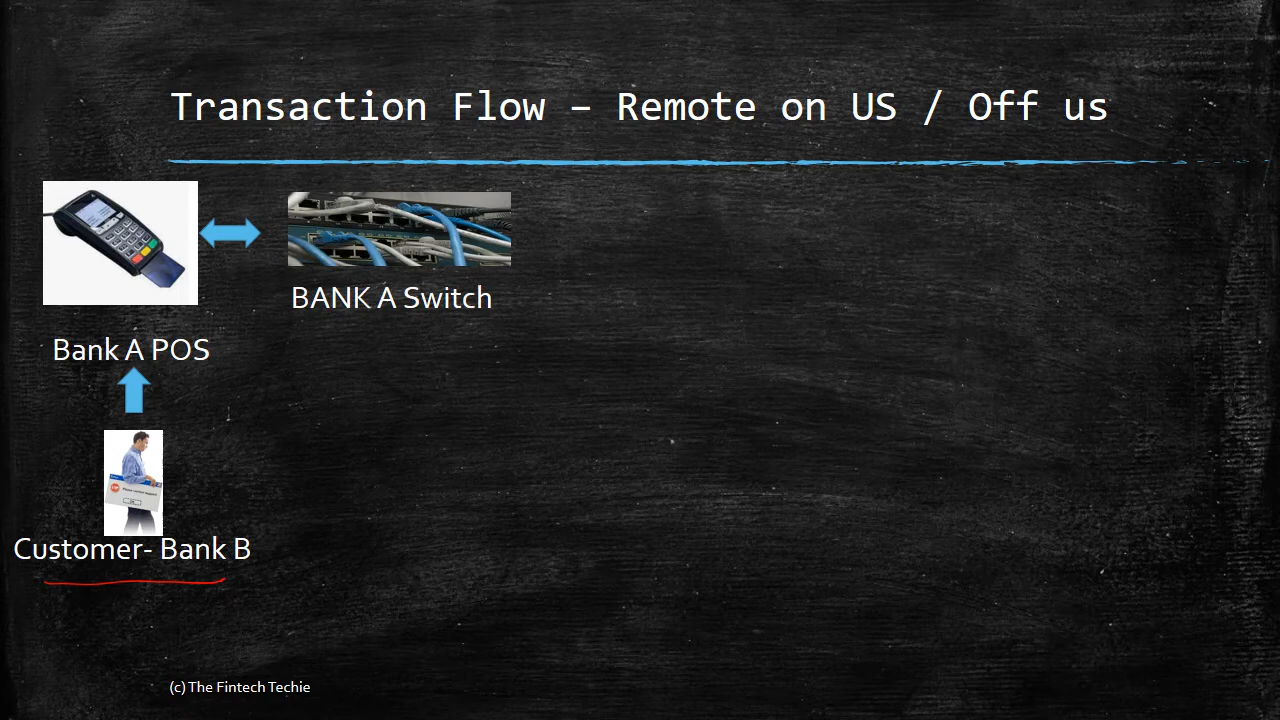 Transaction Flow – Remote on US / Off us
BANK A Switch
Bank A POS
Customer- Bank B
(c) The Fintech Techie